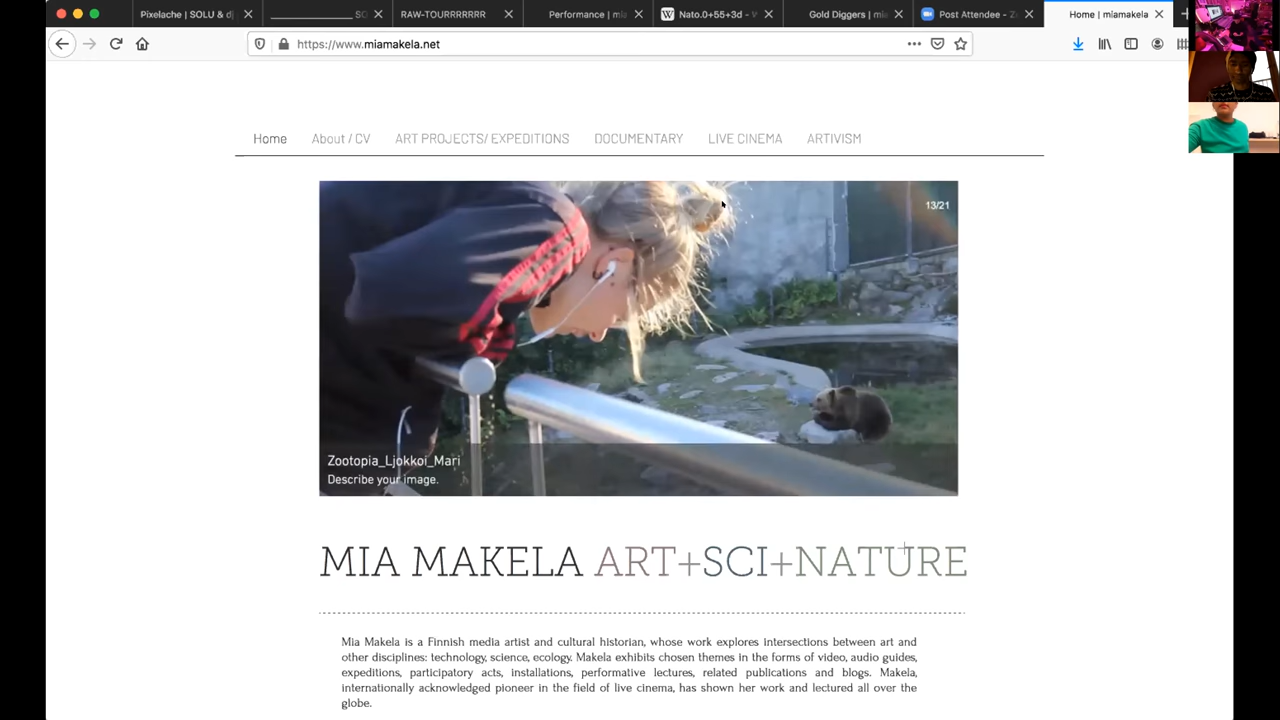 Pixelache | SOLU & dj
____________ SO
RAW-TOURRRRRRR
Performance | mia
Nato.0+55+3d - W
Gold Diggers | mia
Post Attendee - Zo
Home | miamakela
https://www.miamakela.net
Home About / CV ART PROJECTS/ EXPEDITIONS DOCUMENTARY LIVE CINEMA ARTIVISM
13/21
Zootopia_Ljokkoi_Mari
Describe your image.
MIA MAKELA ART+SCI+NATURE
Mia Makela is a Finnish media artist and cultural historian, whose work explores intersections between art and
other disciplines: technology, science, ecology. Makela exhibits chosen themes in the forms of video, audio guides,
expeditions, participatory acts, installations, performative lectures, related publications and blogs. Makela,
internationally acknowledged pioneer in the field of live cinema, has shown her work and lectured all over the
globe.